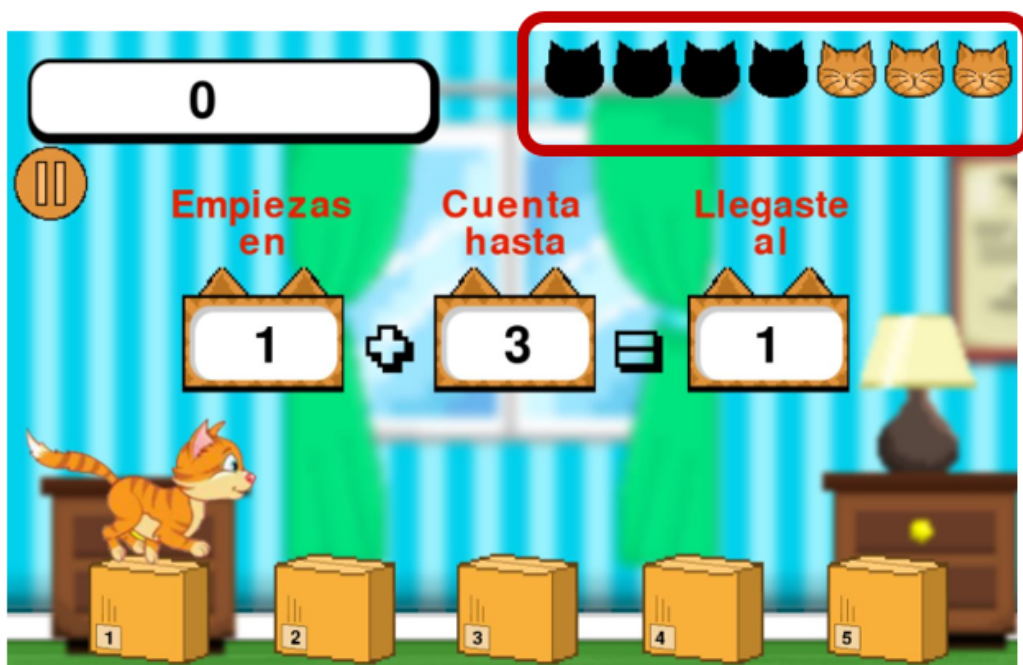 0
Empiezas
en
Cuenta
hasta
Llegaste
al
1 + 3 = 1
1 2 3 4 5